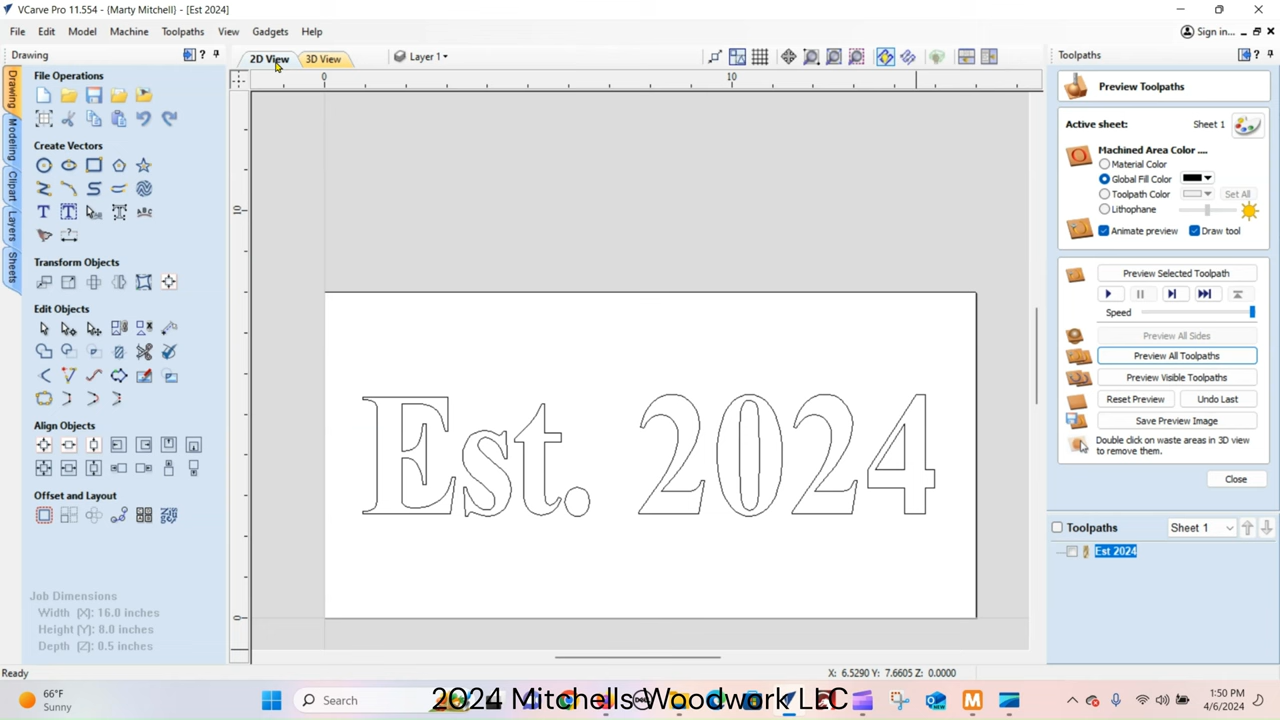 VCarve Pro 11.554 - (Marty Mitchell) - [Est 2024]
File Edit Model Machine Toolpaths View Gadgets Help
Sign in...
Drawing
2D View
3D View
Layer 1
Toolpaths
Drawing
Modeling
Clipart
Layers
Sheets
File Operations
Create Vectors
Transform Objects
Edit Objects
Align Objects
Offset and Layout
Job Dimensions
Width (X): 16.0 inches
Height (Y): 8.0 inches
Depth (Z): 0.5 inches
0
10
10
0
Est. 2024
Preview Toolpaths
Active sheet: Sheet 1
Machined Area Color ....
Material Color
Global Fill Color
Toolpath Color
Set All
Lithophane
Animate preview
Draw tool
Preview Selected Toolpath
Speed
Preview All Sides
Preview All Toolpaths
Preview Visible Toolpaths
Reset Preview
Undo Last
Save Preview Image
Double click on waste areas in 3D view
to remove them.
Close
Toolpaths
Sheet 1
Est 2024
Ready
X: 6.5290 Y: 7.6605 Z: 0.0000
66°F
Sunny
Search
2024 Mitchells Woodwork LLC
1:50 PM
4/6/2024